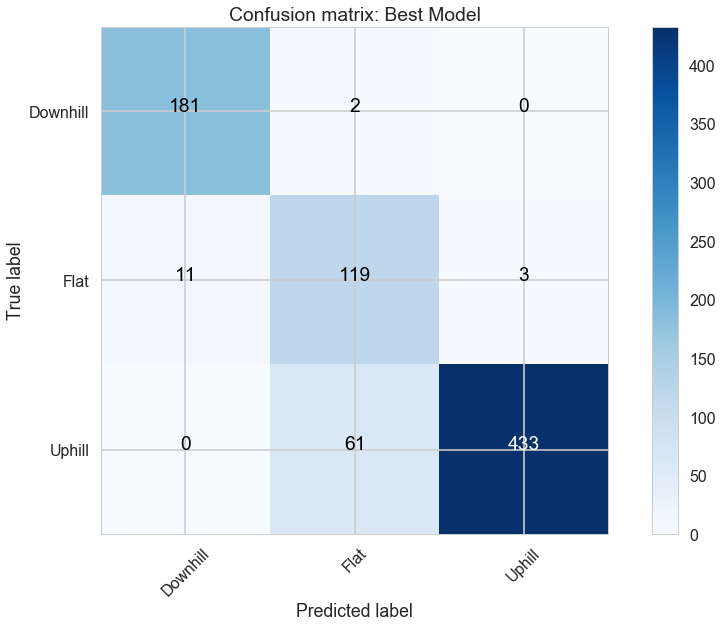 Confusion matrix: Best Model
True label
Downhill
181
2
0
Flat
11
119
3
Uphill
0
61
433
Downhill
Flat
Uphill
Predicted label
400
350
300
250
200
150
100
50
0